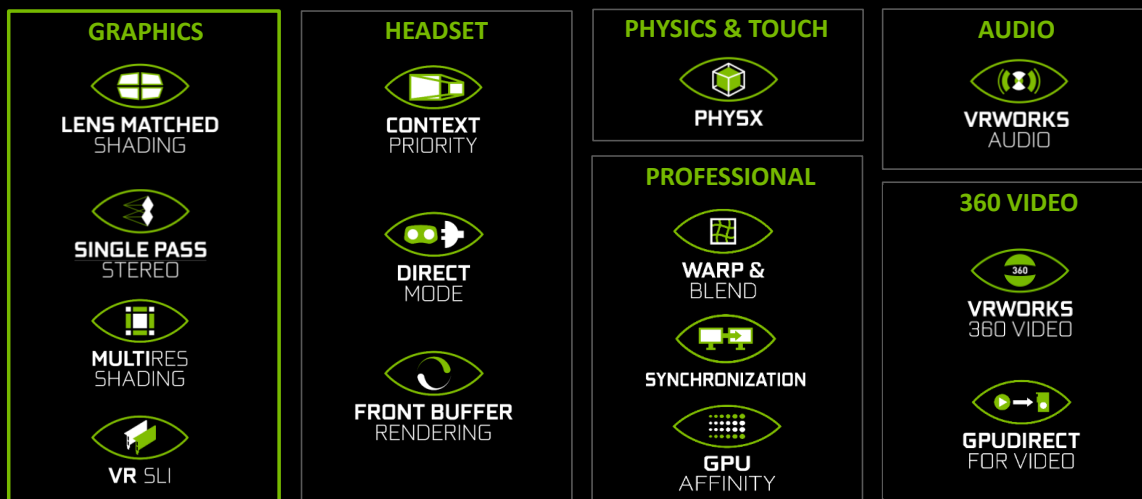 GRAPHICS
LENS MATCHED
SHADING
SINGLE PASS
STEREO
MULTIRES
SHADING
VR SLI
HEADSET
CONTEXT
PRIORITY
DIRECT
MODE
FRONT BUFFER
RENDERING
PHYSICS & TOUCH
PHYSX
PROFESSIONAL
WARP &
BLEND
SYNCHRONIZATION
GPU
AFFINITY
AUDIO
VRWORKS
AUDIO
360 VIDEO
360
VRWORKS
360 VIDEO
GPUDIRECT
FOR VIDEO